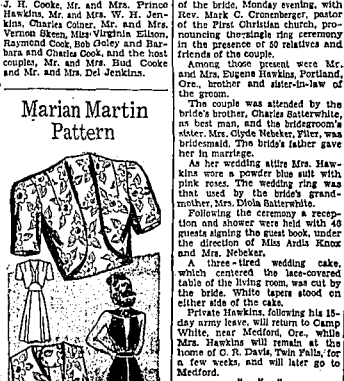 J. H. Cooke, Mr. and Mrs. Prince
Hawkins, Mr. and Mrs. W. H. Jen-
kins, Charles Coiner, Mr. and Mrs.
Vernon Skeen, Miss Virginia Ellison,
Raymond Cook, Bob Goley and Bar-
bara and Charles Cook, and the host
couples, Mr. and Mrs. Bud Cooke
and Mr. and Mrs. Del Jenkins.
Marian Martin
Pattern
of the bride, Monday evening, with
Rev. Mark C. Cronenberger, pastor
of the First Christian church, pro-
nouncing the single ring ceremony
in the presence of 50 relatives and
friends of the couple.
Among those present were Mr.
and Mrs. Eugene Hawkins, Portland,
Ore., brother and sister-in-law of
the groom.
The couple was attended by the
bride's brother, Charles Satterwhite,
as best man, and the bridegroom's
sister, Mrs. Clyde Nebeker, Filer, was
bridesmaid. The bride's father gave
her in marriage.
As her wedding attire Mrs. Haw-
kins wore a powder blue suit with
pink roses. The wedding ring was
that used by the bride's grand-
mother, Mrs. Diola Satterwhite.
Following the ceremony a recep-
tion and shower were held with 46
guests signing the guest book, under
the direction of Miss Ardis Knox
and Mrs. Nebeker.
A three-tired wedding cake,
which centered the lace-covered
table of the living room, was cut by
the bride. White tapers stood on
either side of the cake.
Private Hawkins, following his 15-
day army leave, will return to Camp
White, near Medford, Ore., while
Mrs. Hawkins will remain at the
home of C. R. Davis, Twin Falls, for
a few weeks, and will later go to
Medford.